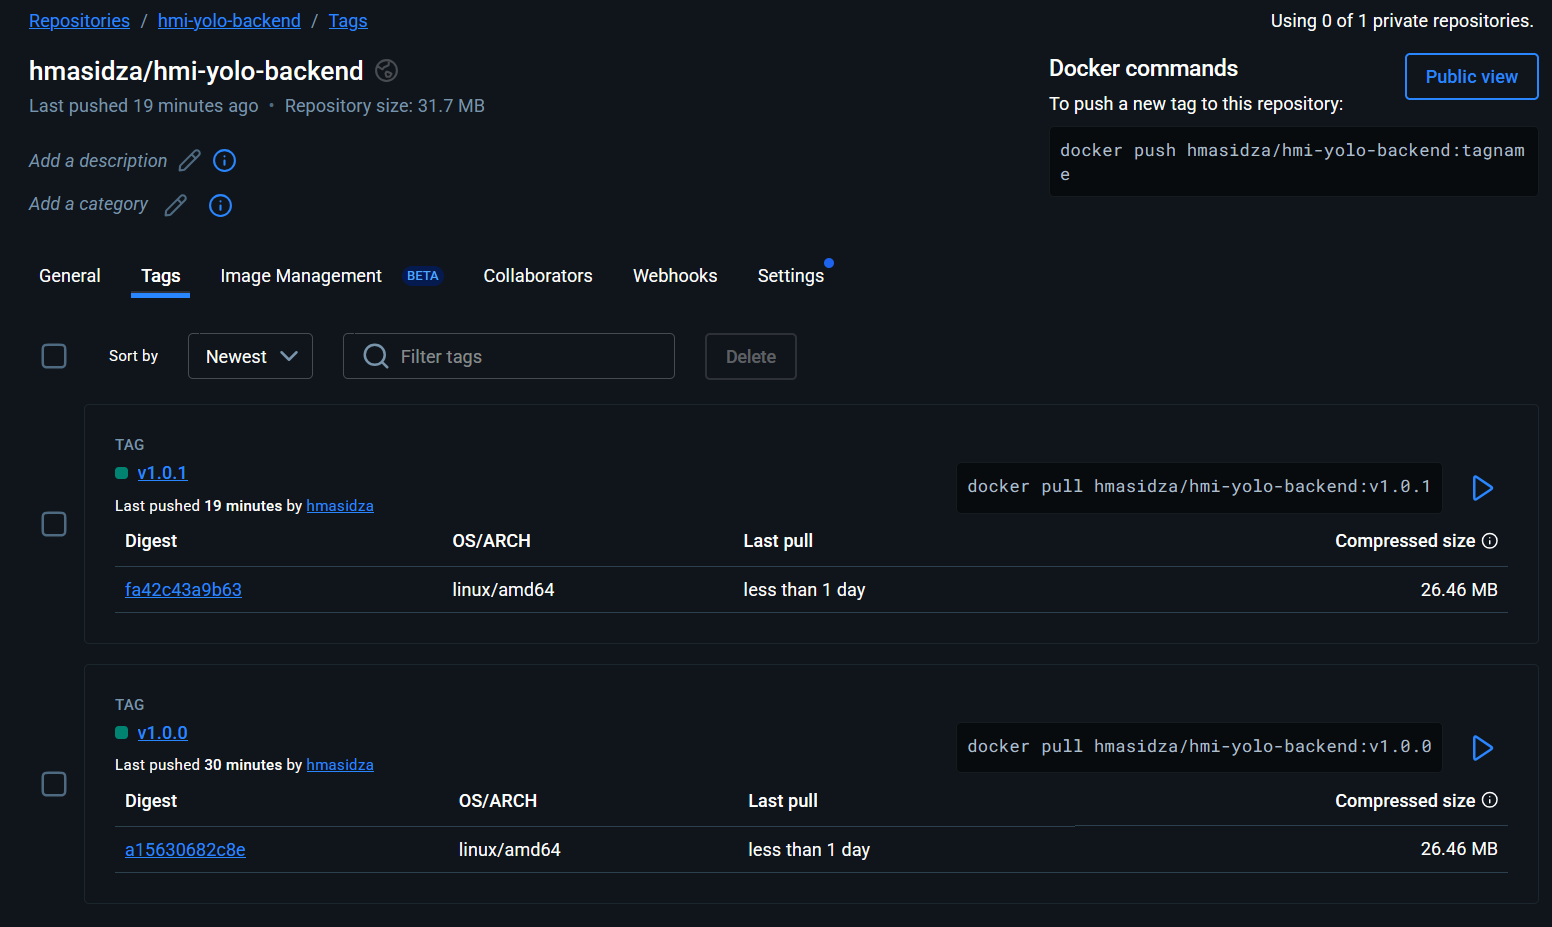 Repositories / hmi-yolo-backend / Tags
Using 0 of 1 private repositories.
hmasidza/hmi-yolo-backend
Last pushed 19 minutes ago • Repository size: 31.7 MB
Add a description
Add a category
Docker commands
Public view
To push a new tag to this repository:
docker push hmasidza/hmi-yolo-backend:tagnam
e
General Tags Image Management BETA Collaborators Webhooks Settings
Sort by Newest Filter tags Delete
TAG
v1.0.1
Last pushed 19 minutes by hmasidza
docker pull hmasidza/hmi-yolo-backend:v1.0.1
Digest OS/ARCH Last pull Compressed size
fa42c43a9b63 linux/amd64 less than 1 day 26.46 MB
TAG
v1.0.0
Last pushed 30 minutes by hmasidza
docker pull hmasidza/hmi-yolo-backend:v1.0.0
Digest OS/ARCH Last pull Compressed size
a15630682c8e linux/amd64 less than 1 day 26.46 MB